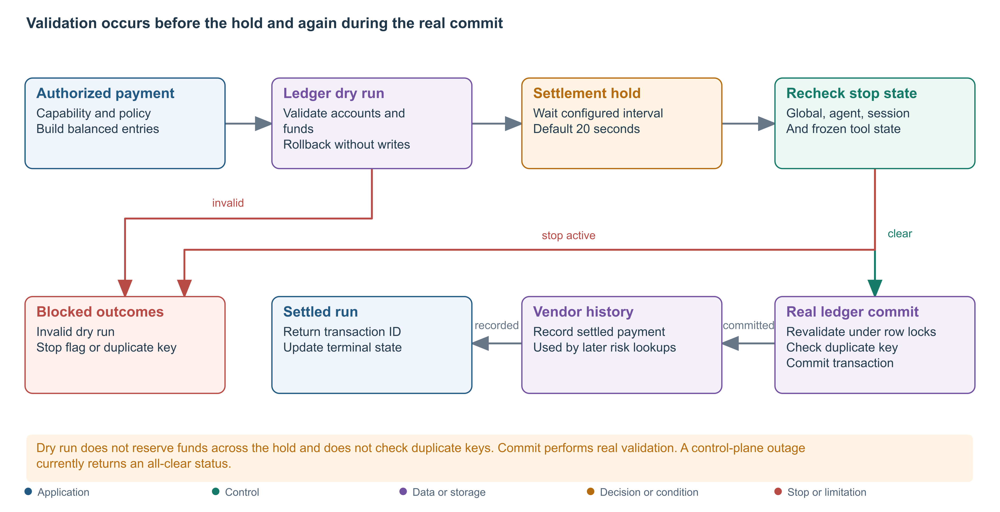 Validation occurs before the hold and again during the real commit
Authorized payment
Capability and policy
Build balanced entries
Ledger dry run
Validate accounts and
funds
Rollback without writes
Settlement hold
Wait configured interval
Default 20 seconds
Recheck stop state
Global, agent, session
And frozen tool state
invalid
stop active
clear
Blocked outcomes
Invalid dry run
Stop flag or duplicate key
Settled run
Return transaction ID
Update terminal state
recorded
Vendor history
Record settled payment
Used by later risk lookups
committed
Real ledger commit
Revalidate under row locks
Check duplicate key
Commit transaction
Dry run does not reserve funds across the hold and does not check duplicate keys. Commit performs real validation. A control-plane outage
currently returns an all-clear status.
Application
Control
Data or storage
Decision or condition
Stop or limitation